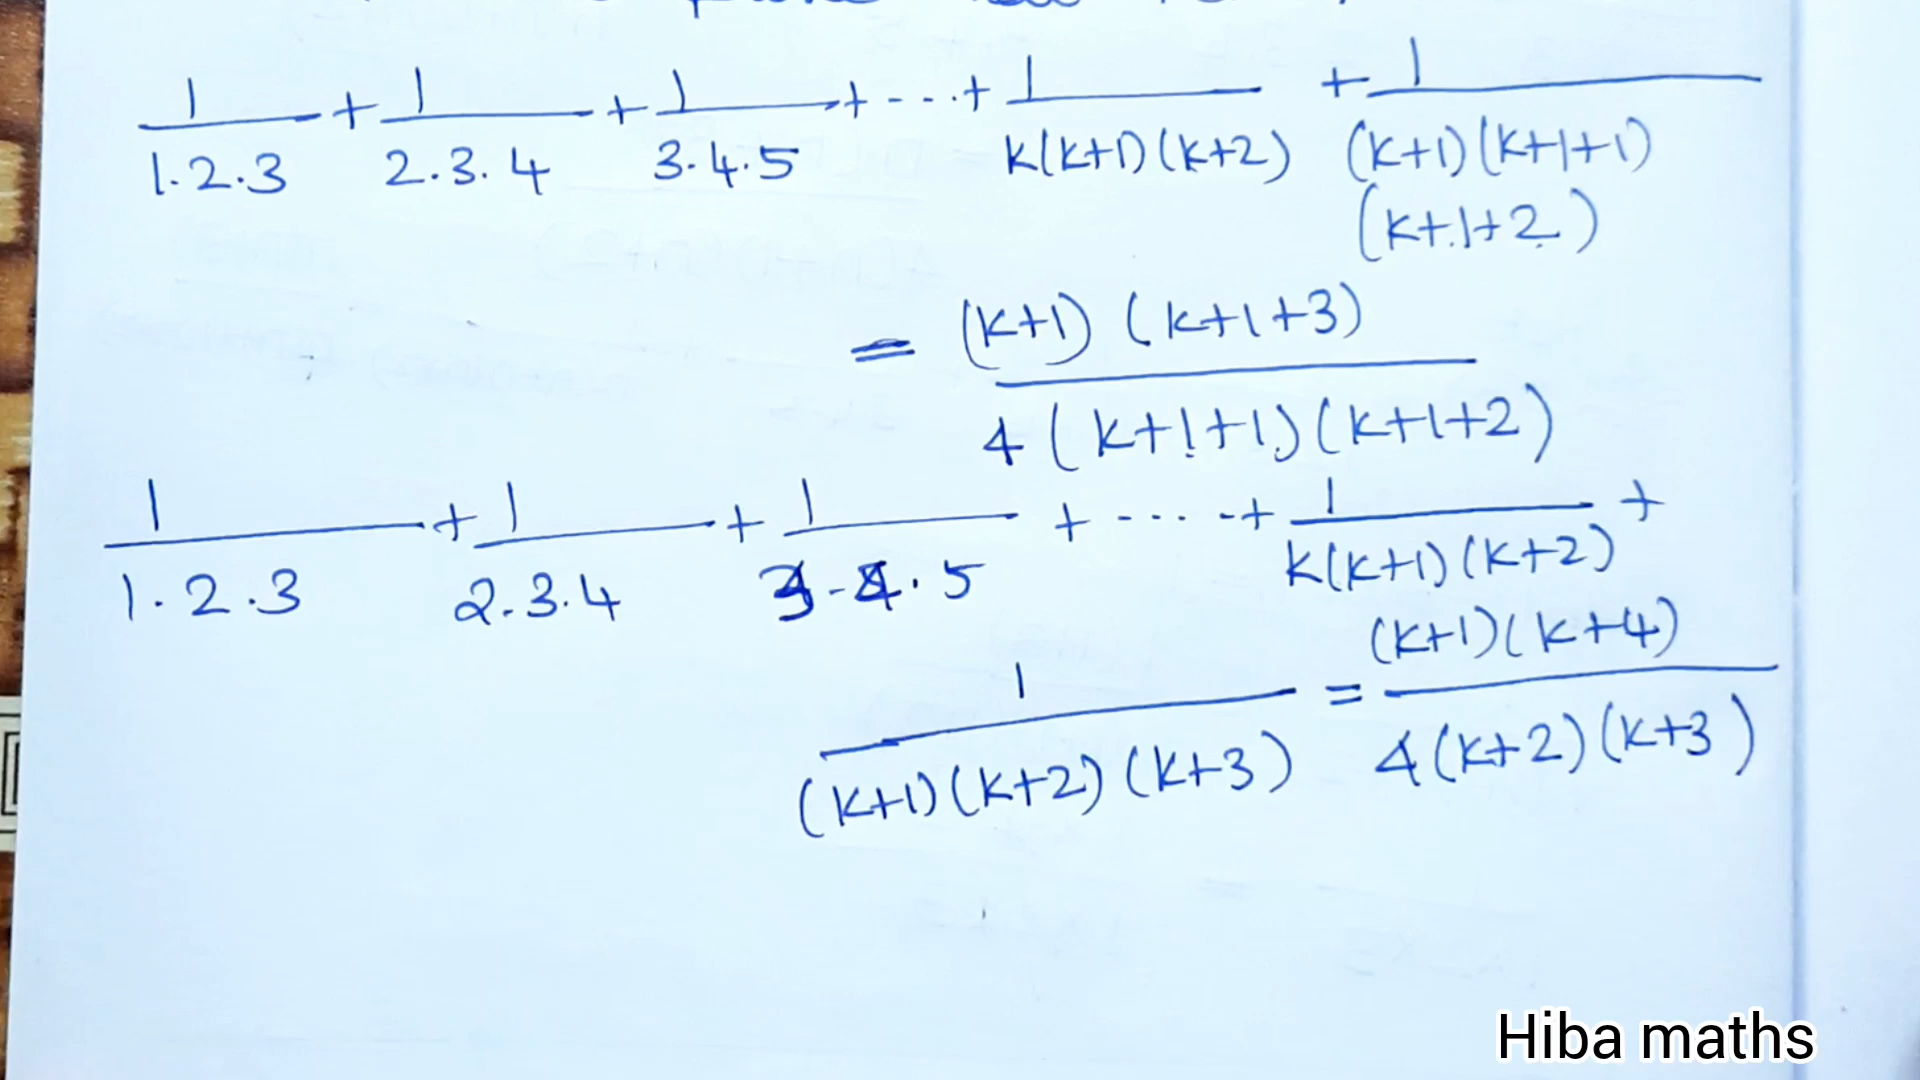 1/1.2.3 + 1/2.3.4 + 1/3.4.5 + ---.+ 1/k(k+1)(k+2) + 1/(k+1)(k+1+1)
(k+1+2)
= (k+1)(k+1+3)/4(k+1+1)(k+1+2)
1/1.2.3 + 1/2.3.4 + 1/3.4.5 + ----+ 1/k(k+1)(k+2) +
1/(k+1)(k+2)(k+3) = (k+1)(k+4)/4(k+2)(k+3)
Hiba maths